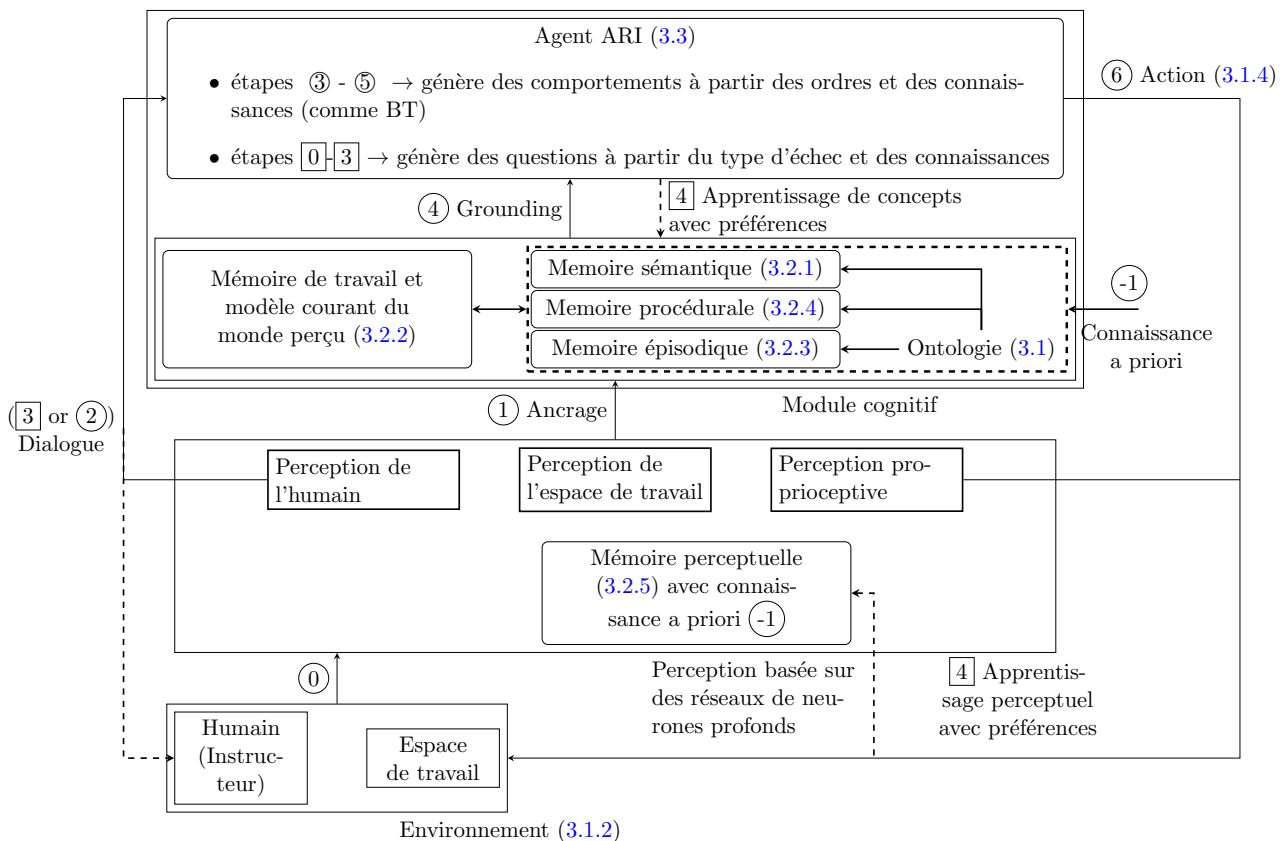 Agent ARI (3.3)
• étapes ③ - ⑤ → génère des comportements à partir des ordres et des connais-
sances (comme BT)
• étapes 0-3 → génère des questions à partir du type d'échec et des connaissances
⑥ Action (3.1.4)
④ Grounding
4 Apprentissage de concepts
avec préférences
Mémoire de travail et
modèle courant du
monde perçu (3.2.2)
Memoire sémantique (3.2.1)
Memoire procédurale (3.2.4)
Memoire épisodique (3.2.3)
Ontologie (3.1)
-1
Connaissance
a priori
Module cognitif
① Ancrage
(3 or ②)
Dialogue
Perception de
l'humain
Perception de
l'espace de travail
Perception pro-
prioceptive
Mémoire perceptuelle
(3.2.5) avec connais-
sance a priori -1
⓪
Perception basée sur
des réseaux de neu-
rones profonds
4 Apprentis-
sage perceptuel
avec préférences
Humain
(Instruc-
teur)
Espace
de travail
Environnement (3.1.2)